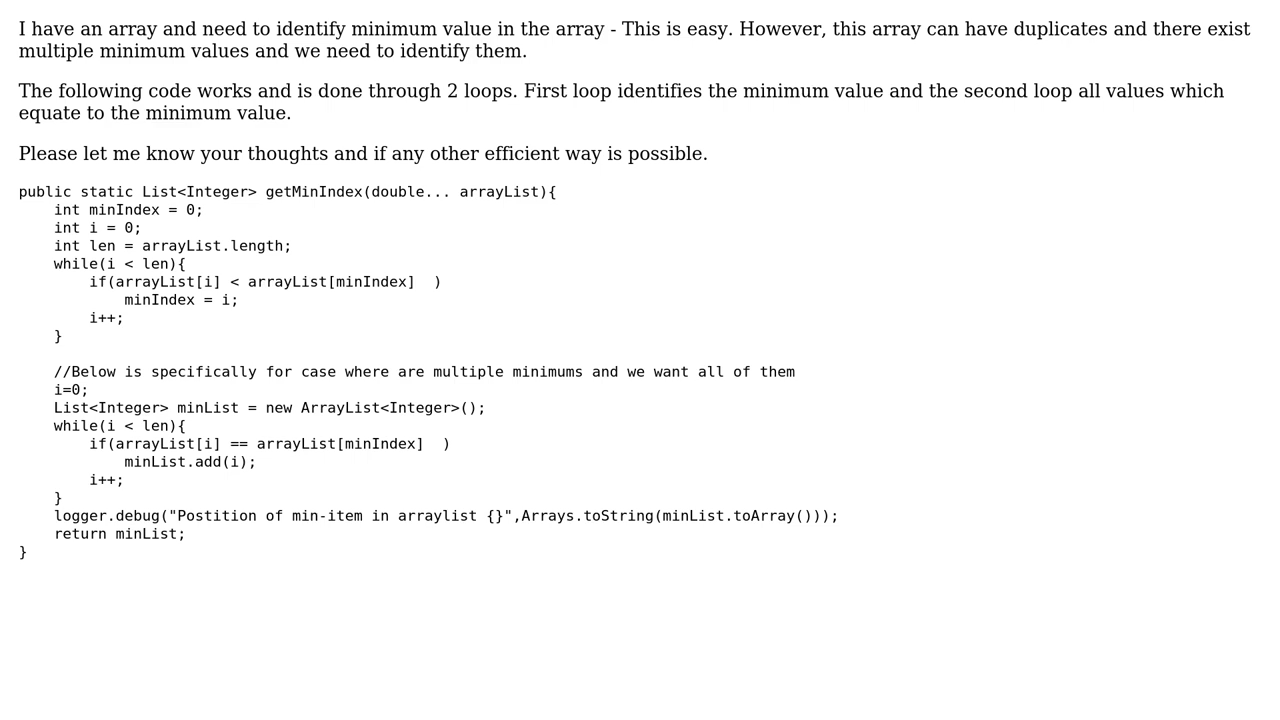 I have an array and need to identify minimum value in the array - This is easy. However, this array can have duplicates and there exist
multiple minimum values and we need to identify them.
The following code works and is done through 2 loops. First loop identifies the minimum value and the second loop all values which
equate to the minimum value.
Please let me know your thoughts and if any other efficient way is possible.
public static List<Integer> getMinIndex(double... arrayList){
    int minIndex = 0;
    int i = 0;
    int len = arrayList.length;
    while(i < len){
        if(arrayList[i] < arrayList[minIndex]  )
            minIndex = i;
        i++;
    }
    //Below is specifically for case where are multiple minimums and we want all of them
    i=0;
    List<Integer> minList = new ArrayList<Integer>();
    while(i < len){
        if(arrayList[i] == arrayList[minIndex]  )
            minList.add(i);
        i++;
    }
    logger.debug("Postition of min-item in arraylist {}",Arrays.toString(minList.toArray()));
    return minList;
}